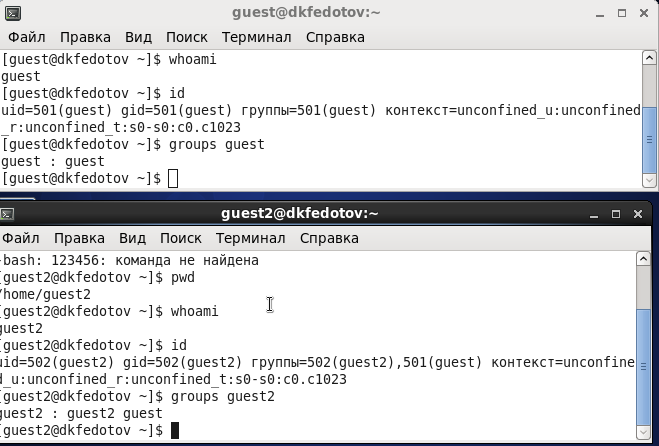 guest@dkfedotov:~
Файл Правка Вид Поиск Терминал Справка
[guest@dkfedotov ~]$ whoami
guest
[guest@dkfedotov ~]$ id
uid=501(guest) gid=501(guest) группы=501(guest) контекст=unconfined_u:unconfined
_r:unconfined_t:s0-s0:c0.c1023
[guest@dkfedotov ~]$ groups guest
guest : guest
[guest@dkfedotov ~]$
guest2@dkfedotov:~
Файл Правка Вид Поиск Терминал Справка
-bash: 123456: команда не найдена
[guest2@dkfedotov ~]$ pwd
/home/guest2
[guest2@dkfedotov ~]$ whoami
guest2
[guest2@dkfedotov ~]$ id
uid=502(guest2) gid=502(guest2) группы=502(guest2),501(guest) контекст=unconfine
d_u:unconfined_r:unconfined_t:s0-s0:c0.c1023
[guest2@dkfedotov ~]$ groups guest2
guest2 : guest2 guest
[guest2@dkfedotov ~]$